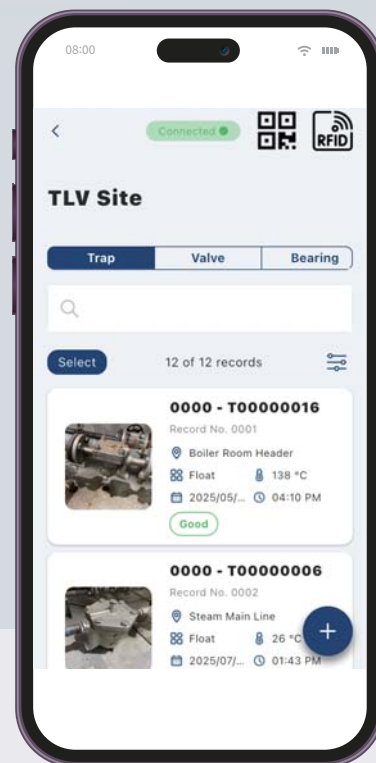 08:00
Connected
RFID
TLV Site
Trap Valve Bearing
Select 12 of 12 records
0000 - T00000016
Record No. 0001
Boiler Room Header
Float 138 °C
2025/05/... 04:10 PM
Good
0000 - T00000006
Record No. 0002
Steam Main Line
Float 26 °C
2025/07/... 01:43 PM